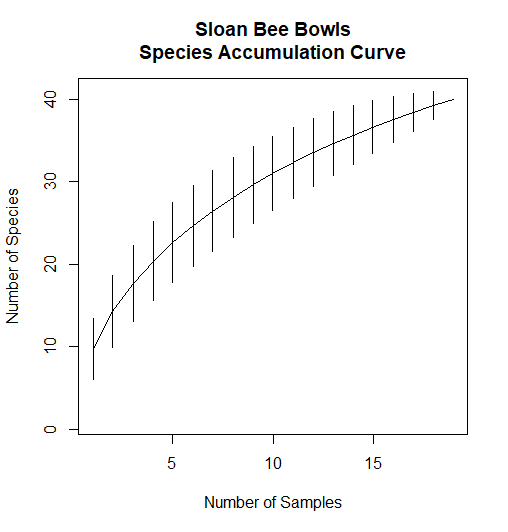 Sloan Bee Bowls
Species Accumulation Curve
Number of Species
40
30
20
10
0
5 10 15
Number of Samples